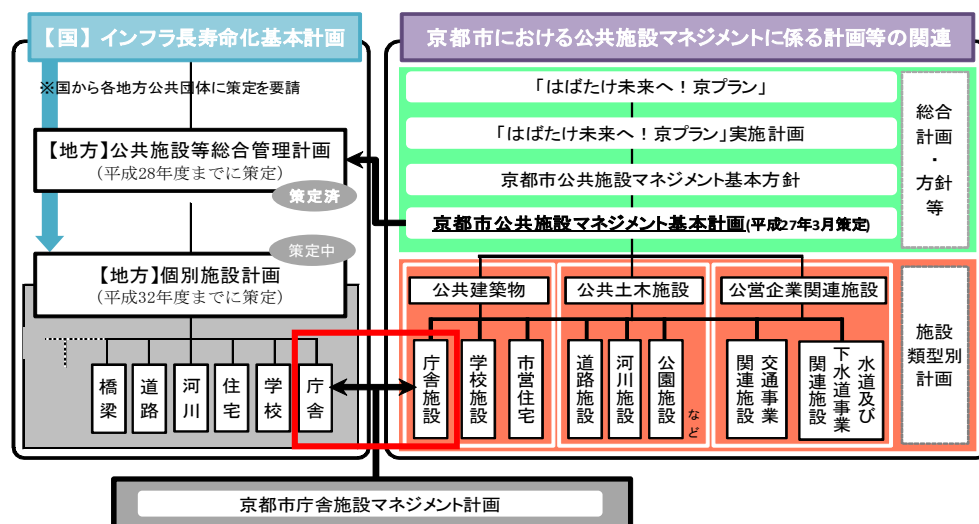 【国】インフラ長寿命化基本計画
※国から各地方公共団体に策定を要請
【地方】公共施設等総合管理計画
(平成28年度までに策定)
策定済
策定中
【地方】個別施設計画
(平成32年度までに策定)
橋梁
道路
河川
住宅
学校
庁舎
京都市における公共施設マネジメントに係る計画等の関連
「はばたけ未来へ！京プラン」
「はばたけ未来へ！京プラン」実施計画
京都市公共施設マネジメント基本方針
京都市公共施設マネジメント基本計画(平成27年3月策定)
総合
計画
・
方針
等
公共建築物
公共土木施設
公営企業関連施設
庁舎施設
学校施設
市営住宅
道路施設
河川施設
公園施設
など
交通事業
関連施設
水道及び
下水道事業
関連施設
施設
類型別
計画
京都市庁舎施設マネジメント計画